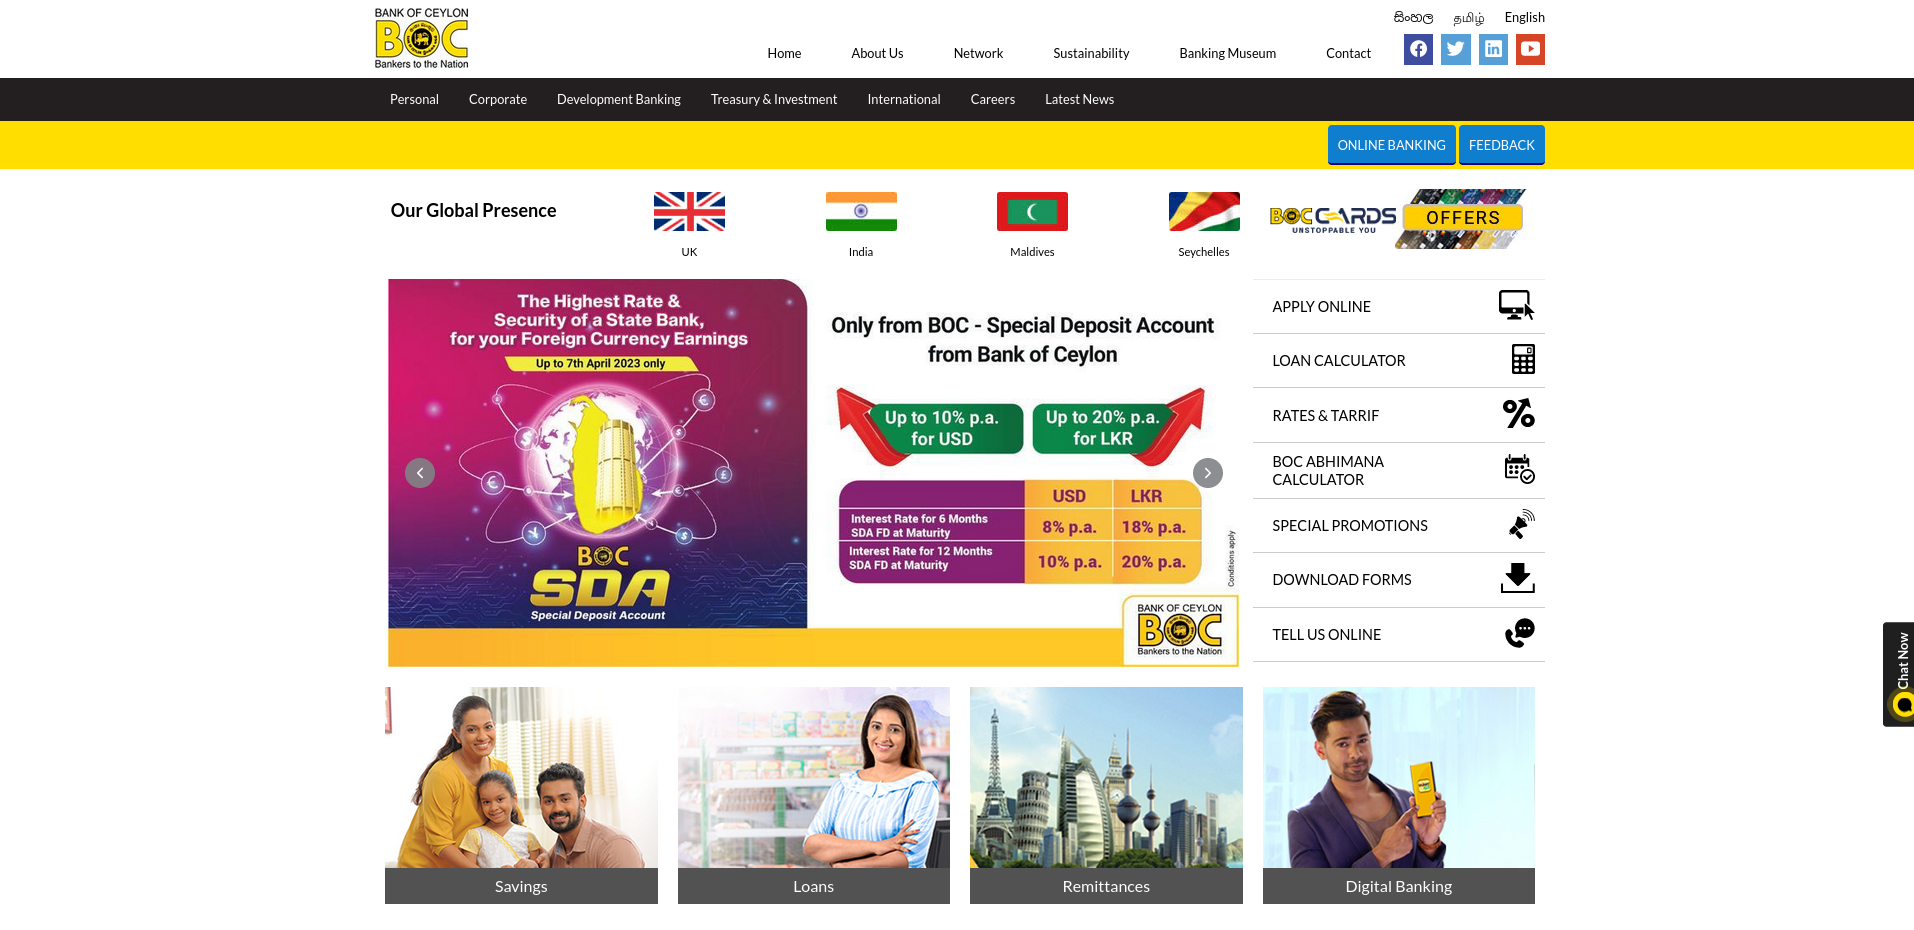 BANK OF CEYLON
BOC
Bankers to the Nation
සිංහල தமிழ் English
Home About Us Network Sustainability Banking Museum Contact
Personal Corporate Development Banking Treasury & Investment International Careers Latest News
ONLINE BANKING FEEDBACK
Our Global Presence
UK
India
Maldives
Seychelles
BOC CARDS
UNSTOPPABLE YOU
OFFERS
The Highest Rate &
Security of a State Bank,
for your Foreign Currency Earnings
Up to 7th April 2023 only
BOC
SDA
Special Deposit Account
Only from BOC - Special Deposit Account
from Bank of Ceylon
Up to 10% p.a.
for USD
Up to 20% p.a.
for LKR
USD LKR
Interest Rate for 6 Months
SDA FD at Maturity
8% p.a. 18% p.a.
Interest Rate for 12 Months
SDA FD at Maturity
10% p.a. 20% p.a.
Conditions apply
BANK OF CEYLON
BOC
Bankers to the Nation
APPLY ONLINE
LOAN CALCULATOR
RATES & TARRIF
BOC ABHIMANA
CALCULATOR
SPECIAL PROMOTIONS
DOWNLOAD FORMS
TELL US ONLINE
Chat Now
Savings
Loans
Remittances
Digital Banking